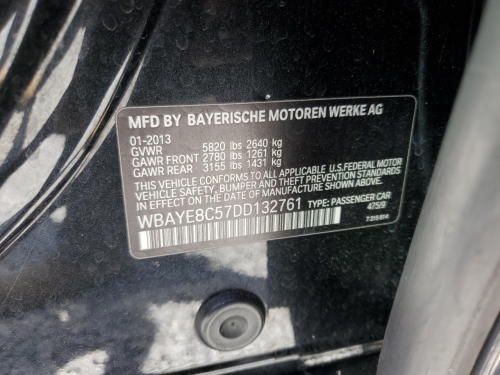 MFD BY BAYERISCHE MOTOREN WERKE AG
01-2013
GVWR 5820 lbs 2640 kg
GAWR FRONT 2780 lbs 1261 kg
GAWR REAR 3155 lbs 1431 kg
THIS VEHICLE CONFORMS TO ALL APPLICABLE U.S. FEDERAL MOTOR
VEHICLE SAFETY, BUMPER, AND THEFT PREVENTION STANDARDS
IN EFFECT ON THE DATE OF MANUFACTURE SHOWN ABOVE.
WBAYE8C57DD132761 TYPE: PASSENGER CAR
475/9